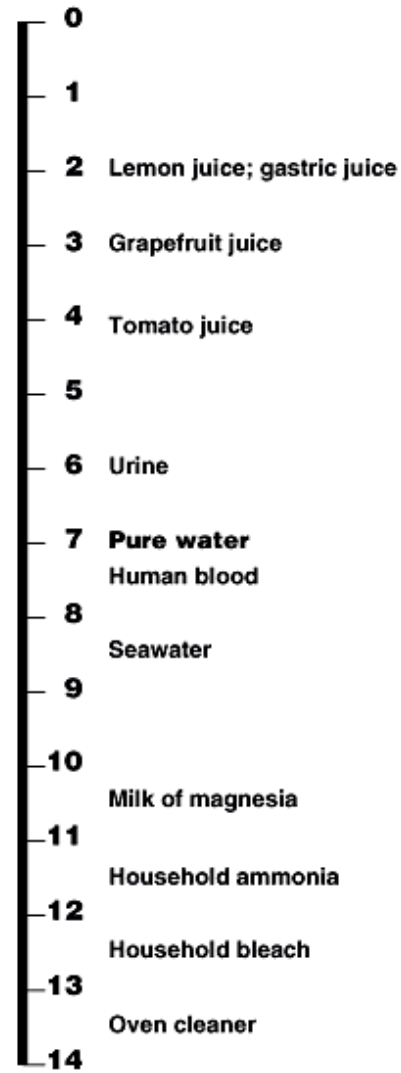 0
1
2 Lemon juice; gastric juice
3 Grapefruit juice
4 Tomato juice
5
6 Urine
7 Pure water
Human blood
8
Seawater
9
10
Milk of magnesia
11
Household ammonia
12
Household bleach
13
Oven cleaner
14